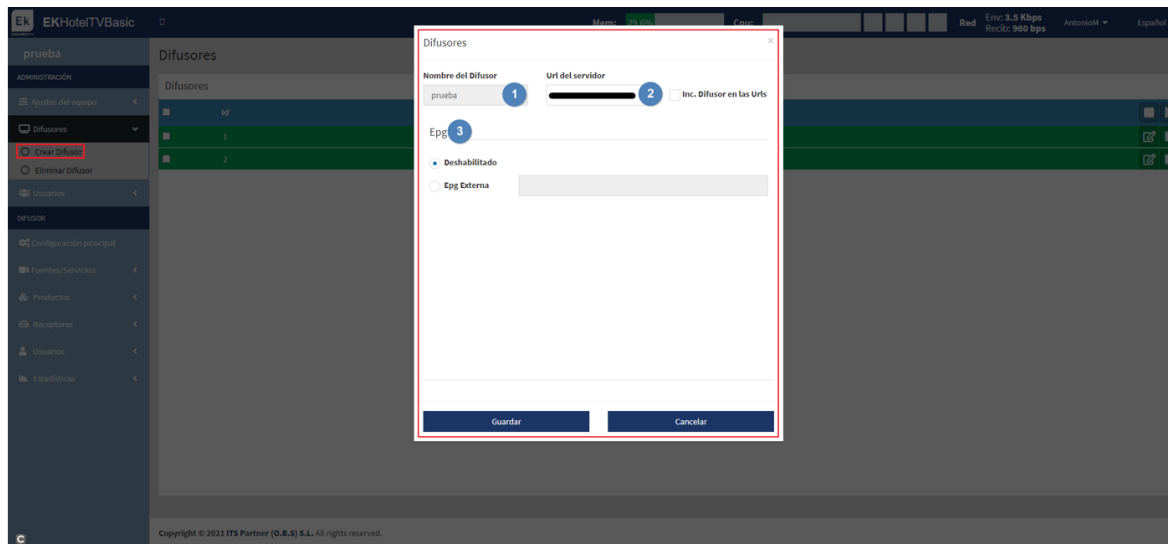 Ek EKHotelTVBasic
Mem: 29.6% Cpu: Red Env: 3.5 Kbps Recib: 960 bps AntonioM Español
prueba
Difusores
ADMINISTRACIÓN
Ajustes del equipo
Difusores
Crear Difusor
Eliminar Difusor
Usuarios
DIFUSOR
Configuración principal
Fuentes/Servicios
Productos
Receptores
Usuarios
Estadísticas
Difusores
Id
1
2
Difusores ×
Nombre del Difusor Url del servidor
prueba 1 2 Inc. Difusor en las Urls
Epg 3
Deshabilitado
Epg Externa
Guardar Cancelar
Copyright © 2021 ITS Partner (O.B.S) S.L. All rights reserved.
C